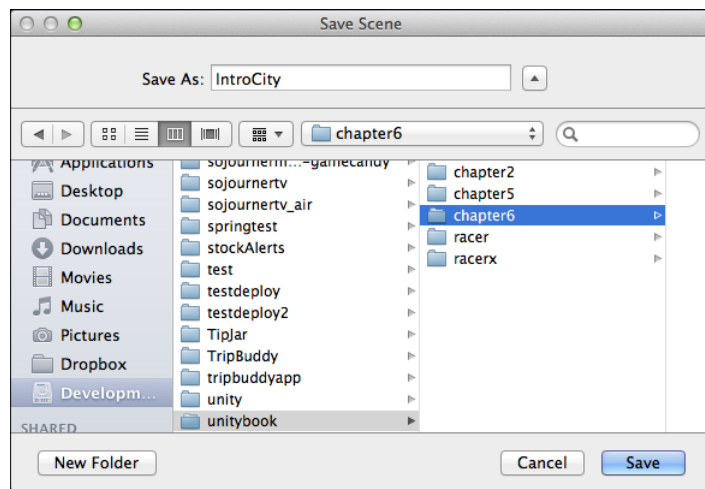 Save Scene
Save As: IntroCity
chapter6
Applications
Desktop
Documents
Downloads
Movies
Music
Pictures
Dropbox
Developm...
SHARED
sojournerm...-gamecandy
sojournertv
sojournertv_air
springtest
stockAlerts
test
testdeploy
testdeploy2
TipJar
TripBuddy
tripbuddyapp
unity
unitybook
chapter2
chapter5
chapter6
racer
racerx
New Folder
Cancel
Save